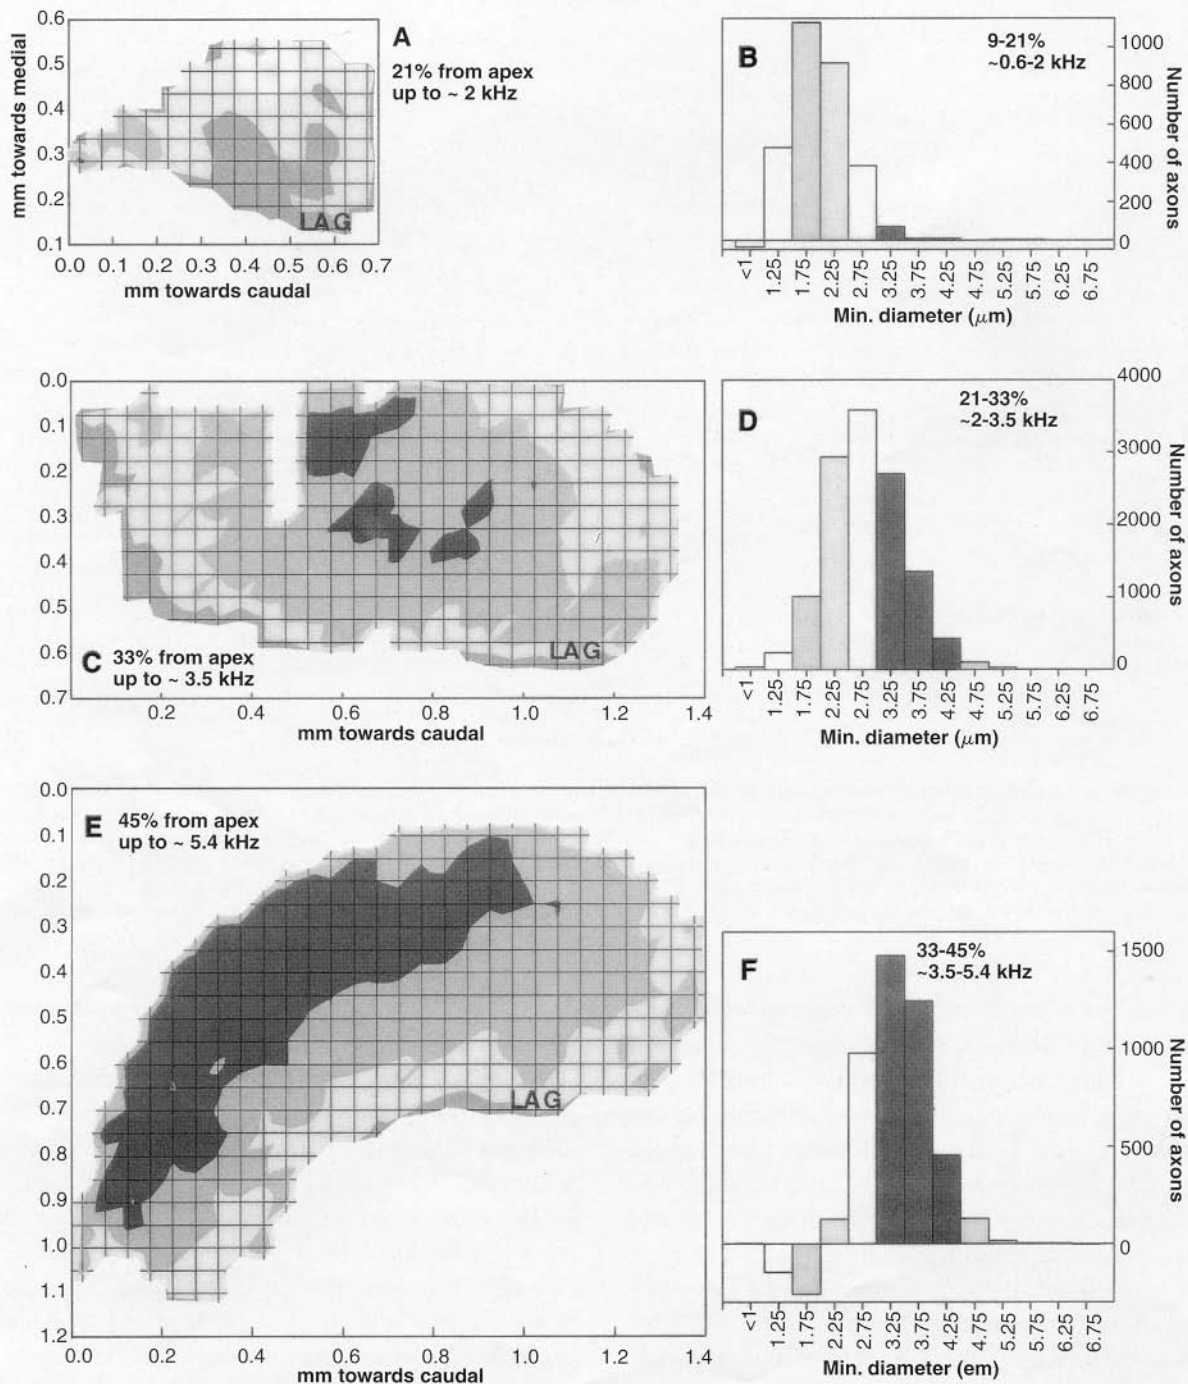 A
21% from apex
up to ~ 2 kHz
0.6
0.5
0.4
0.3
0.2
0.1
mm towards medial
LAG
0.0 0.1 0.2 0.3 0.4 0.5 0.6 0.7
mm towards caudal
B
9-21%
~0.6-2 kHz
1000
800
600
400
200
0
Number of axons
<1 1.25 1.75 2.25 2.75 3.25 3.75 4.25 4.75 5.25 5.75 6.25 6.75
Min. diameter (μm)
0.0
0.1
0.2
0.3
0.4
0.5
0.6
0.7
LAG
C
33% from apex
up to ~ 3.5 kHz
0.2 0.4 0.6 0.8 1.0 1.2 1.4
mm towards caudal
D
21-33%
~2-3.5 kHz
4000
3000
2000
1000
0
Number of axons
<1 1.25 1.75 2.25 2.75 3.25 3.75 4.25 4.75 5.25 5.75 6.25 6.75
Min. diameter (μm)
E
45% from apex
up to ~ 5.4 kHz
0.0
0.1
0.2
0.3
0.4
0.5
0.6
0.7
0.8
0.9
1.0
1.1
1.2
LAG
0.0 0.2 0.4 0.6 0.8 1.0 1.2
mm towards caudal
F
33-45%
~3.5-5.4 kHz
1500
1000
500
0
Number of axons
<1 1.25 1.75 2.25 2.75 3.25 3.75 4.25 4.75 5.25 5.75 6.25 6.75
Min. diameter (em)